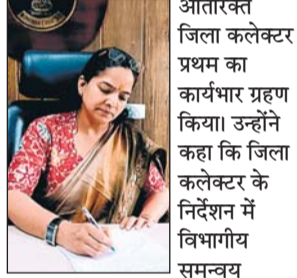 अतिरिक्त
जिला कलेक्टर
प्रथम का
कार्यभार ग्रहण
किया। उन्होंने
कहा कि जिला
कलेक्टर के
निर्देशन में
विभागीय
समन्वय